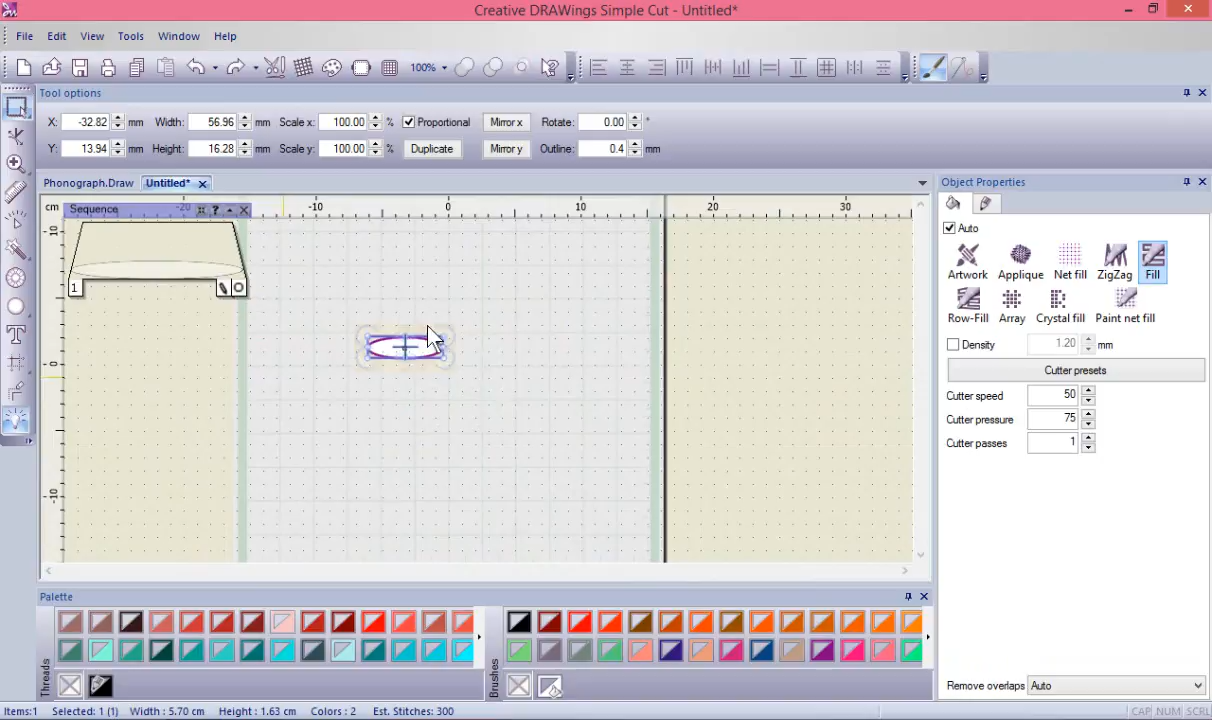 Creative DRAWings Simple Cut - Untitled*
File Edit View Tools Window Help
100%
Tool options
X: -32.82 mm Width: 56.96 mm Scale x: 100.00 % Proportional Mirror x Rotate: 0.00 °
Y: 13.94 mm Height: 16.28 mm Scale y: 100.00 % Duplicate Mirror y Outline: 0.4 mm
Phonograph.Draw Untitled*
Object Properties
cm -20 -10 0 10 20 30
Sequence
Auto
10
Artwork Applique Net fill ZigZag Fill
1
Row-Fill Array Crystal fill Paint net fill
Density 1.20 mm
0
Cutter presets
Cutter speed 50
Cutter pressure 75
Cutter passes 1
-10
Palette
Threads
Brushes
Remove overlaps Auto
Items:1 Selected: 1 (1) Width : 5.70 cm Height : 1.63 cm Colors : 2 Est. Stitches: 300 CAP NUM SCRL